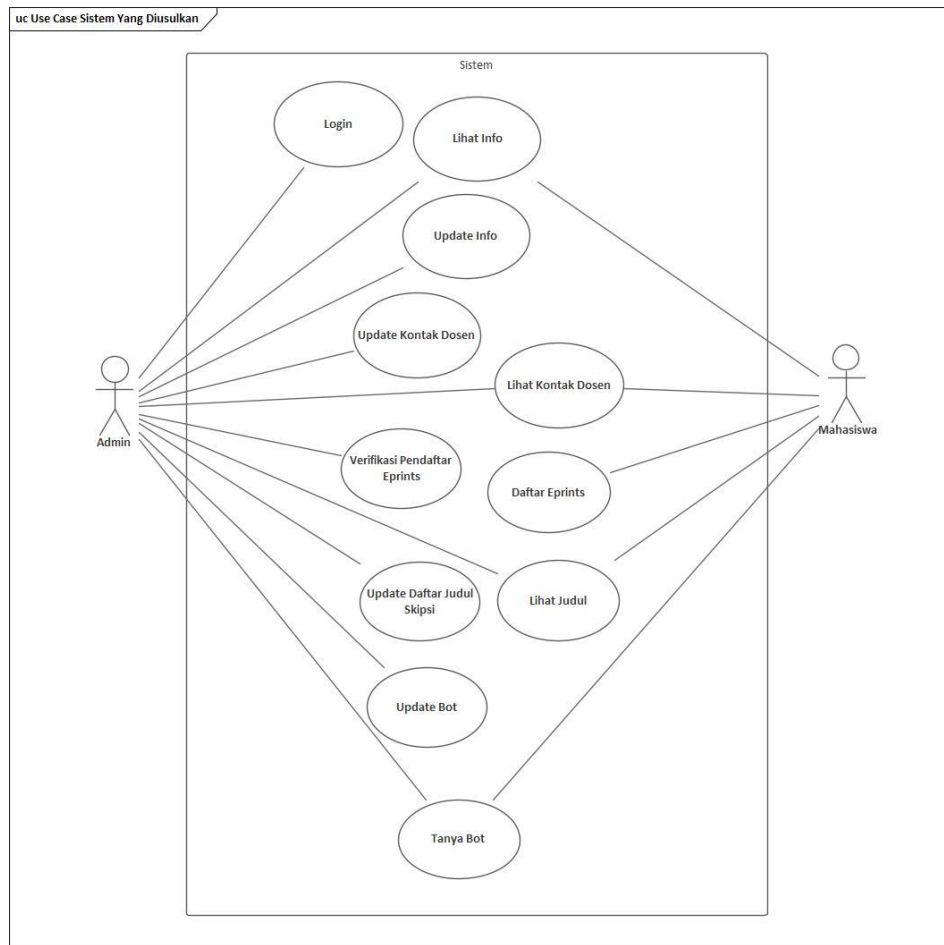 uc Use Case Sistem Yang Diusulkan
Sistem
Login
Lihat Info
Update Info
Update Kontak Dosen
Lihat Kontak Dosen
Admin
Mahasiswa
Verifikasi Pendaftar
Eprints
Daftar Eprints
Update Daftar Judul
Skipsi
Lihat Judul
Update Bot
Tanya Bot